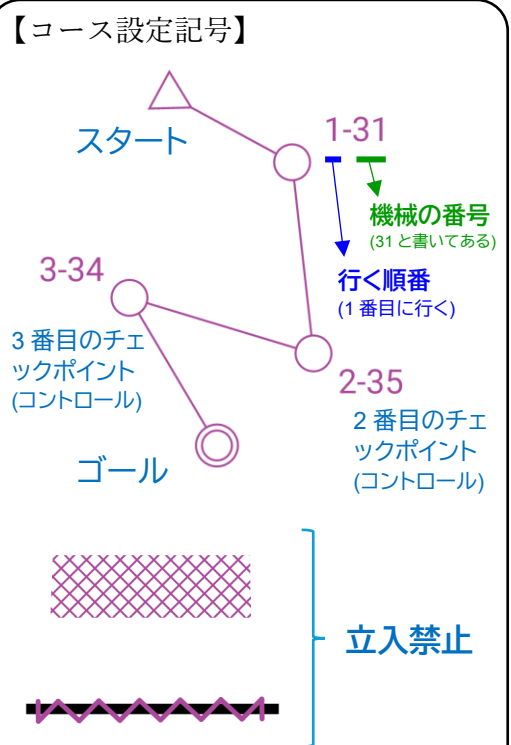 【コース設定記号】
スタート
1-31
機械の番号
(31と書いてある)
行く順番
(1番目に行く)
3-34
3番目のチェ
ックポイント
(コントロール)
2-35
2番目のチェ
ックポイント
(コントロール)
ゴール
立入禁止